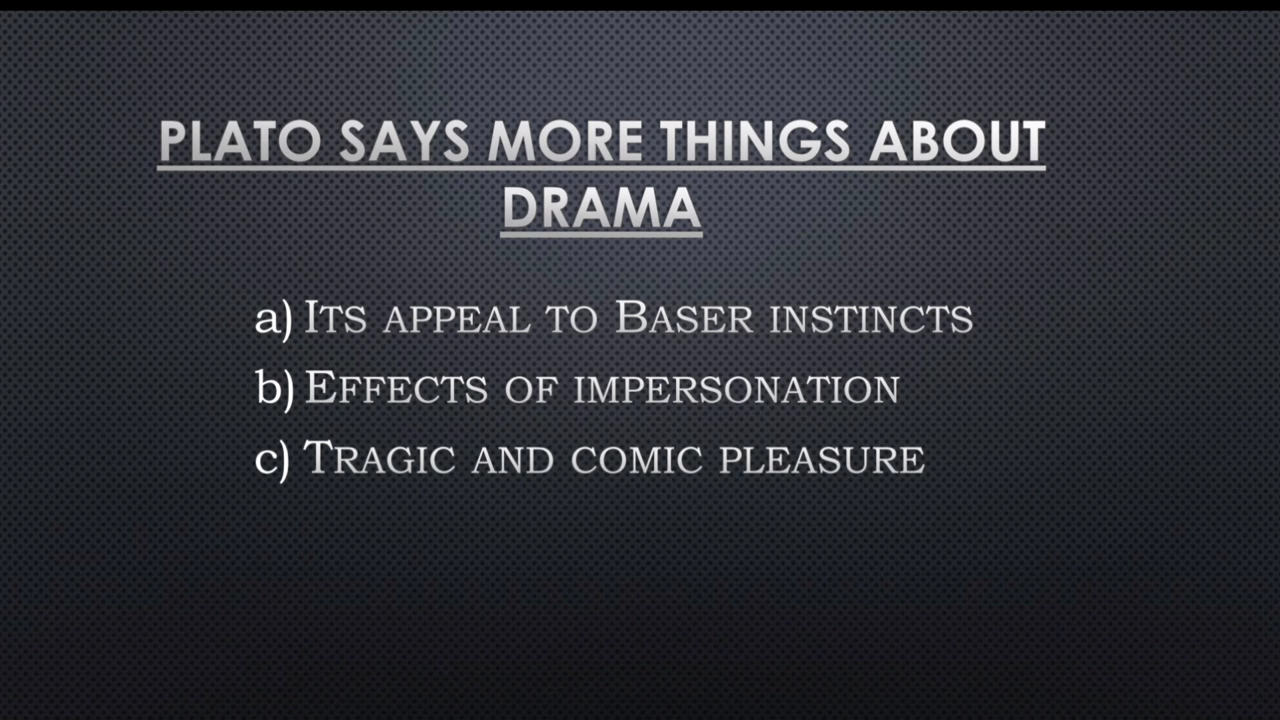 PLATO SAYS MORE THINGS ABOUT
DRAMA
a) ITS APPEAL TO BASER INSTINCTS
b) EFFECTS OF IMPERSONATION
c) TRAGIC AND COMIC PLEASURE